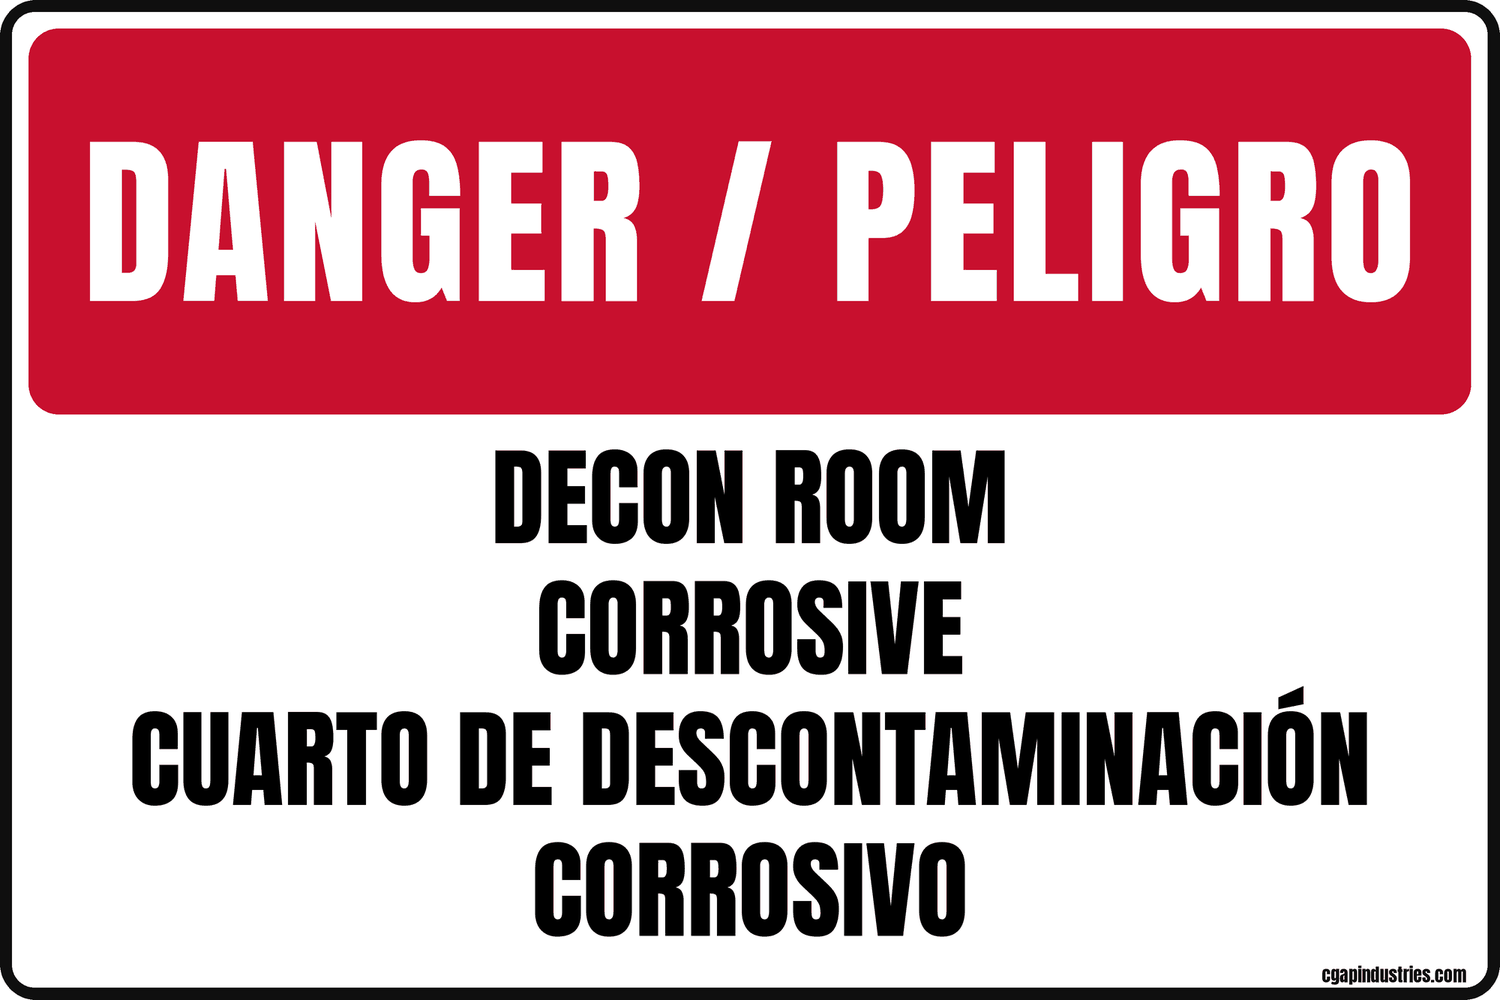 DANGER / PELIGRO
DECON ROOM
CORROSIVE
CUARTO DE DESCONTAMINACIÓN
CORROSIVO
cgapindustries.com